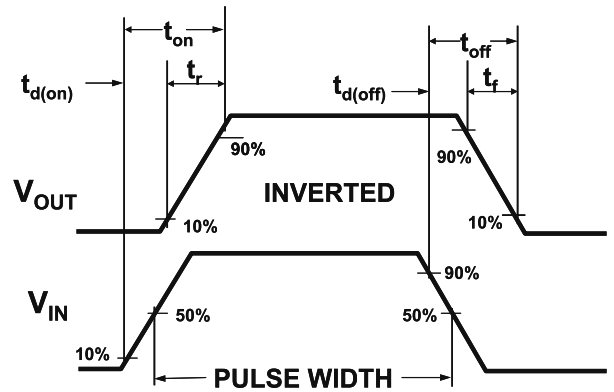 t_on
t_off
t_d(on)
t_r
t_d(off)
t_f
90%
90%
V_OUT
INVERTED
10%
10%
90%
V_IN
50%
50%
10%
PULSE WIDTH